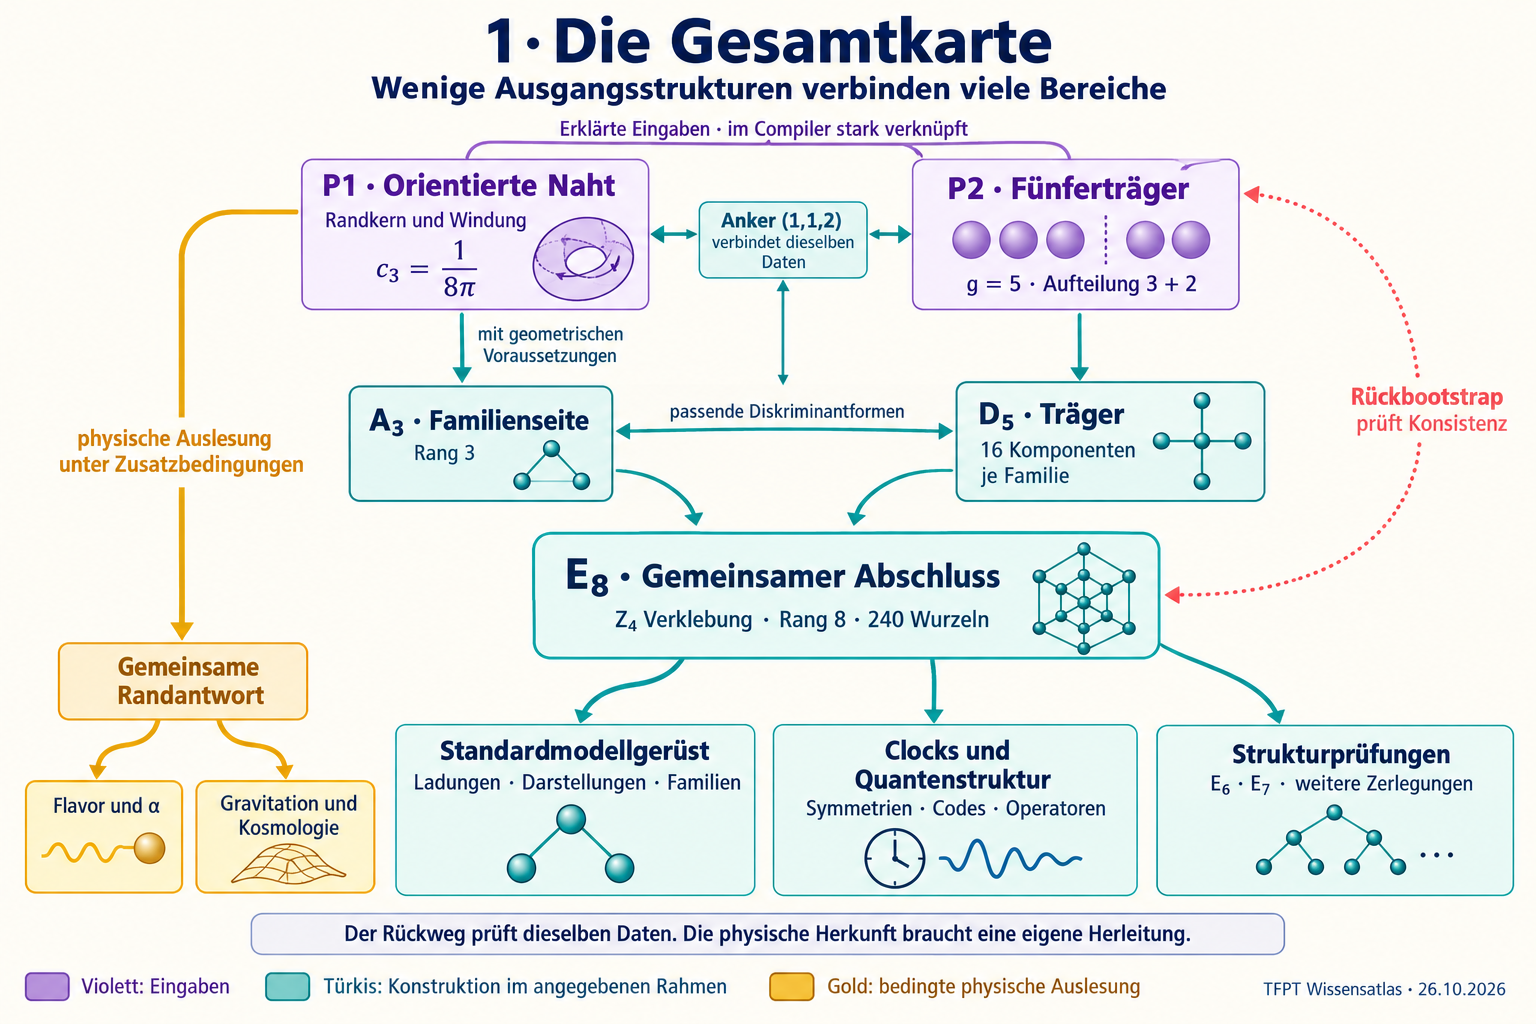 1 · Die Gesamtkarte
Wenige Ausgangsstrukturen verbinden viele Bereiche
Erklärte Eingaben · im Compiler stark verknüpft
P1 · Orientierte Naht
Randkern und Windung
c₃ = 1/8π
Anker (1,1,2)
verbindet dieselben
Daten
P2 · Fünferträger
g = 5 · Aufteilung 3 + 2
mit geometrischen
Voraussetzungen
A₃ · Familienseite
Rang 3
passende Diskriminantformen
D₅ · Träger
16 Komponenten
je Familie
Rückbootstrap
prüft Konsistenz
physische Auslesung
unter Zusatzbedingungen
E₈ · Gemeinsamer Abschluss
Z₄ Verklebung · Rang 8 · 240 Wurzeln
Gemeinsame
Randantwort
Flavor und α
Gravitation und
Kosmologie
Standardmodellgerüst
Ladungen · Darstellungen · Familien
Clocks und
Quantenstruktur
Symmetrien · Codes · Operatoren
Strukturprüfungen
E₆ · E₇ · weitere Zerlegungen
...
Der Rückweg prüft dieselben Daten. Die physische Herkunft braucht eine eigene Herleitung.
Violett: Eingaben
Türkis: Konstruktion im angegebenen Rahmen
Gold: bedingte physische Auslesung
TFPT Wissensatlas · 26.10.2026